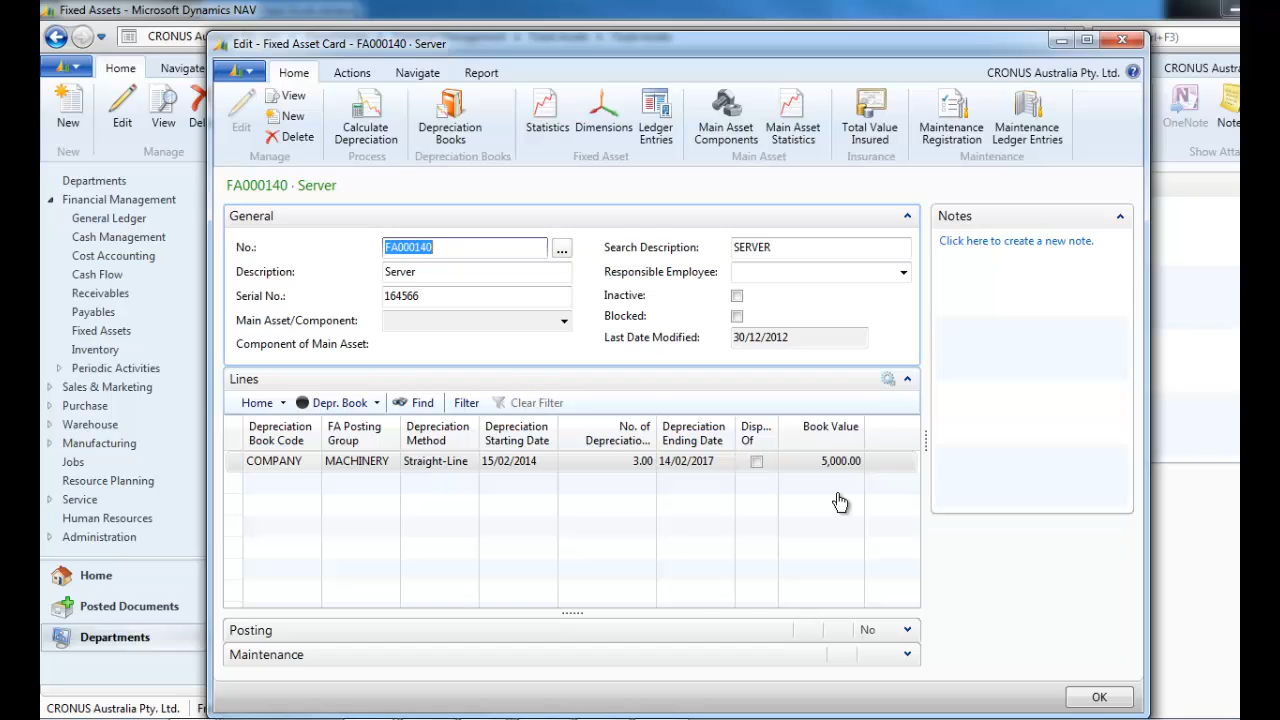 Fixed Assets - Microsoft Dynamics NAV
CRONUS Au
l+F3)
Edit - Fixed Asset Card - FA000140 · Server
Home
Navigate
CRONUS Austra
New
Edit
View
Del
New
Manage
OneNote
Note
Show Atta
Home
Actions
Navigate
Report
CRONUS Australia Pty. Ltd.
Edit
View
New
Delete
Manage
Calculate Depreciation
Process
Depreciation Books
Depreciation Books
Statistics
Dimensions
Ledger Entries
Fixed Asset
Main Asset Components
Main Asset Statistics
Main Asset
Total Value Insured
Insurance
Maintenance Registration
Maintenance Ledger Entries
Maintenance
Departments
Financial Management
General Ledger
Cash Management
Cost Accounting
Cash Flow
Receivables
Payables
Fixed Assets
Inventory
Periodic Activities
Sales & Marketing
Purchase
Warehouse
Manufacturing
Jobs
Resource Planning
Service
Human Resources
Administration
Home
Posted Documents
Departments
FA000140 · Server
General
No.: FA000140 ...
Description: Server
Serial No.: 164566
Main Asset/Component:
Component of Main Asset:
Search Description: SERVER
Responsible Employee:
Inactive:
Blocked:
Last Date Modified: 30/12/2012
Notes
Click here to create a new note.
Lines
Home Depr. Book Find Filter Clear Filter
Depreciation Book Code FA Posting Group Depreciation Method Depreciation Starting Date No. of Depreciatio... Depreciation Ending Date Disp... Of Book Value
COMPANY MACHINERY Straight-Line 15/02/2014 3.00 14/02/2017 5,000.00
Posting No
Maintenance
OK
CRONUS Australia Pty. Ltd. Fr